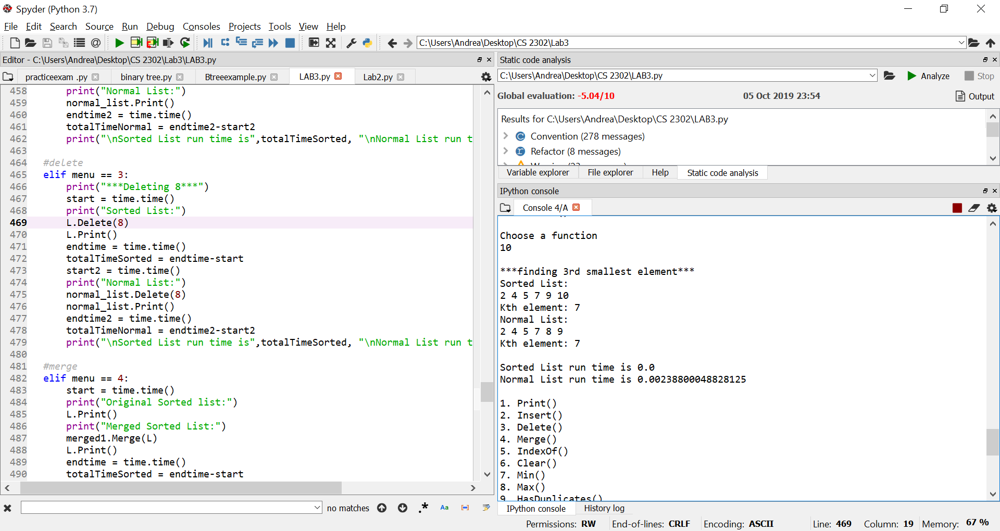 Spyder (Python 3.7)
File Edit Search Source Run Debug Consoles Projects Tools View Help
C:\Users\Andrea\Desktop\CS 2302\Lab3
Editor - C:\Users\Andrea\Desktop\CS 2302\Lab3\LAB3.py
practiceexam .py binary tree.py Btreeexample.py LAB3.py Lab2.py
458 print("Normal List:")
459 normal_list.Print()
460 endtime2 = time.time()
461 totalTimeNormal = endtime2-start2
462 print("\nSorted List run time is",totalTimeSorted, "\nNormal List run t
463
464 #delete
465 elif menu == 3:
466 print("***Deleting 8***")
467 start = time.time()
468 print("Sorted List:")
469 L.Delete(8)
470 L.Print()
471 endtime = time.time()
472 totalTimeSorted = endtime-start
473 start2 = time.time()
474 print("Normal List:")
475 normal_list.Delete(8)
476 normal_list.Print()
477 endtime2 = time.time()
478 totalTimeNormal = endtime2-start2
479 print("\nSorted List run time is",totalTimeSorted, "\nNormal List run t
480
481 #merge
482 elif menu == 4:
483 start = time.time()
484 print("Original Sorted list:")
485 L.Print()
486 print("Merged Sorted List:")
487 merged1.Merge(L)
488 L.Print()
489 endtime = time.time()
490 totalTimeSorted = endtime-start
no matches .* Aa
Static code analysis
C:\Users\Andrea\Desktop\CS 2302\LAB3.py Analyze Stop
Global evaluation: -5.04/10 05 Oct 2019 23:54 Output
Results for C:\Users\Andrea\Desktop\CS 2302\LAB3.py
Convention (278 messages)
Refactor (8 messages)
Variable explorer File explorer Help Static code analysis
IPython console
Console 4/A
Choose a function
10
***finding 3rd smallest element***
Sorted List:
2 4 5 7 9 10
Kth element: 7
Normal List:
2 4 5 7 8 9
Kth element: 7
Sorted List run time is 0.0
Normal List run time is 0.00238800048828125
1. Print()
2. Insert()
3. Delete()
4. Merge()
5. IndexOf()
6. Clear()
7. Min()
8. Max()
9. HasDuplicates()
IPython console History log
Permissions: RW End-of-lines: CRLF Encoding: ASCII Line: 469 Column: 19 Memory: 67 %